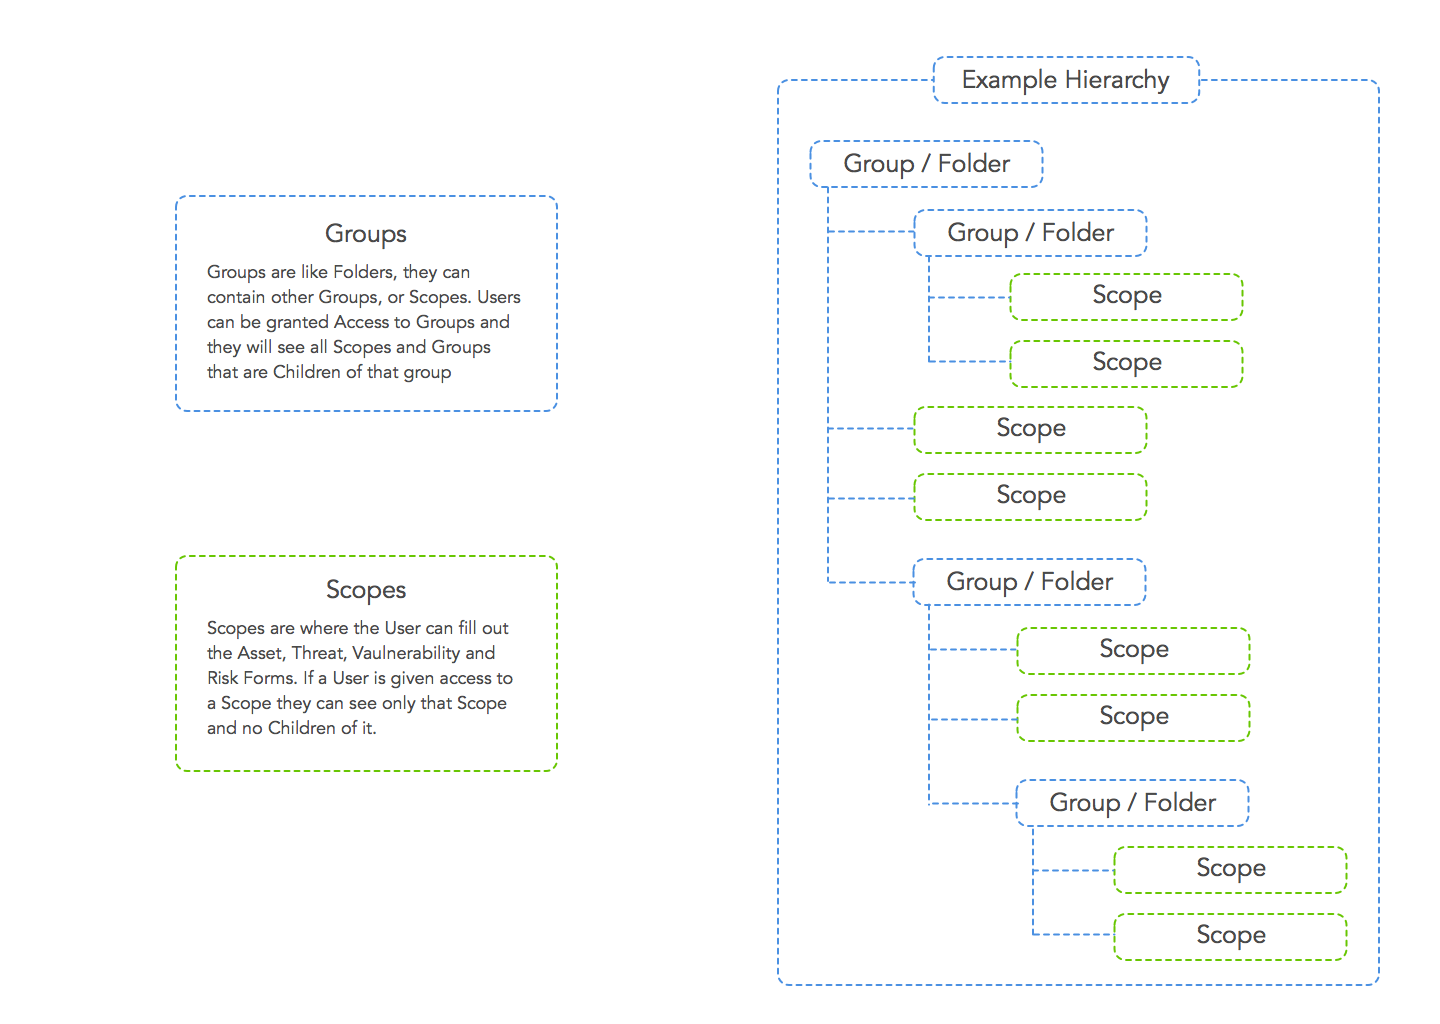 Groups
Groups are like Folders, they can
contain other Groups, or Scopes. Users
can be granted Access to Groups and
they will see all Scopes and Groups
that are Children of that group
Scopes
Scopes are where the User can fill out
the Asset, Threat, Vaulnerability and
Risk Forms. If a User is given access to
a Scope they can see only that Scope
and no Children of it.
Example Hierarchy
Group / Folder
Group / Folder
Scope
Scope
Scope
Scope
Group / Folder
Scope
Scope
Group / Folder
Scope
Scope